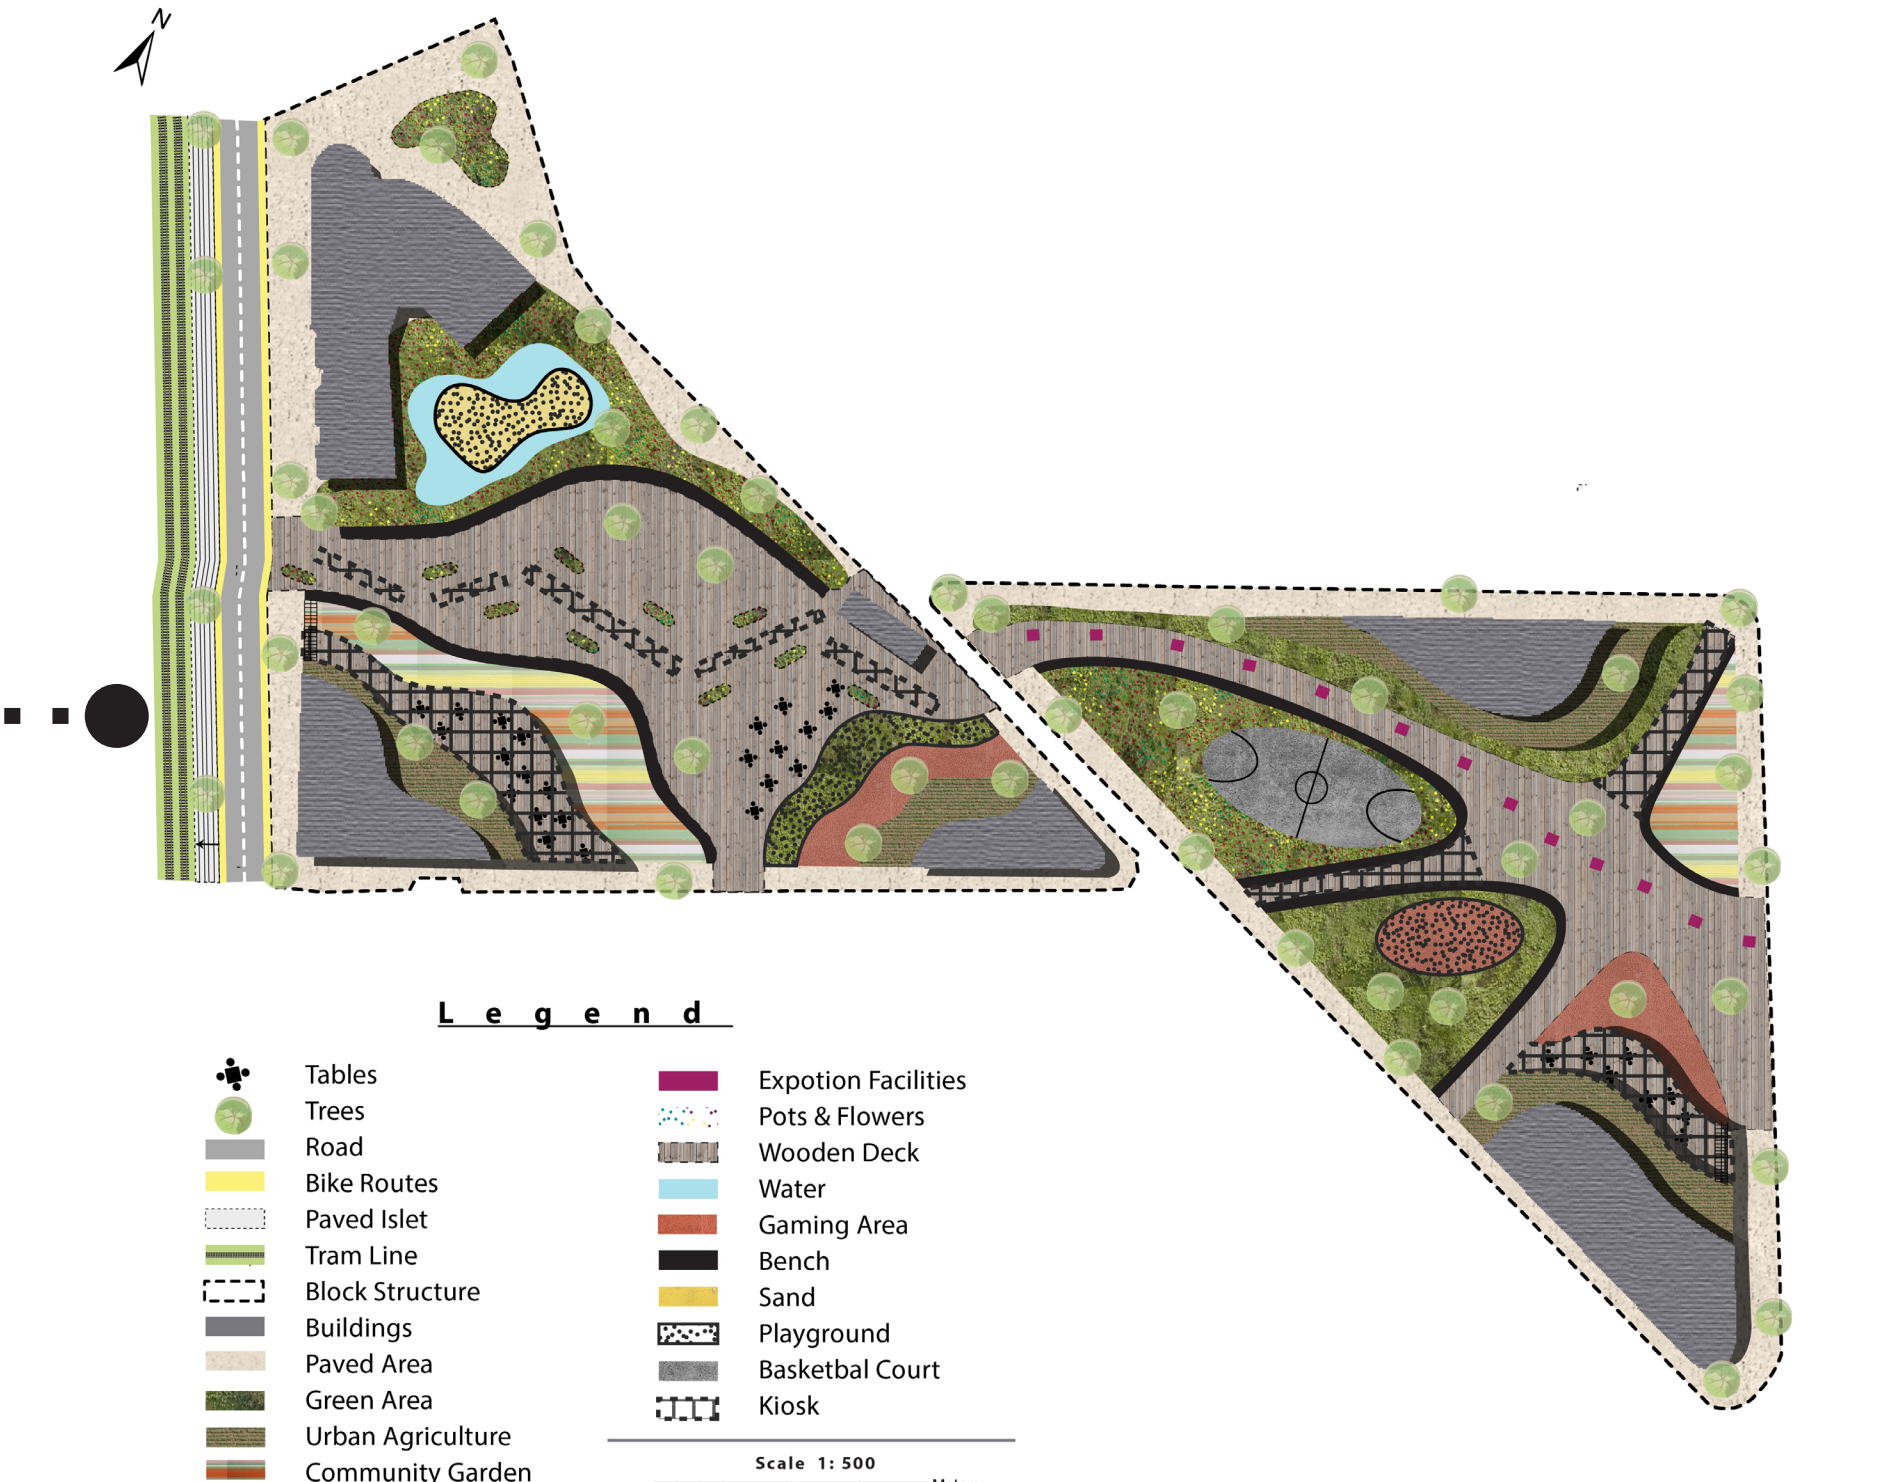 N
Legend
Tables
Trees
Road
Bike Routes
Paved Islet
Tram Line
Block Structure
Buildings
Paved Area
Green Area
Urban Agriculture
Community Garden
Expotion Facilities
Pots & Flowers
Wooden Deck
Water
Gaming Area
Bench
Sand
Playground
Basketbal Court
Kiosk
Scale 1: 500